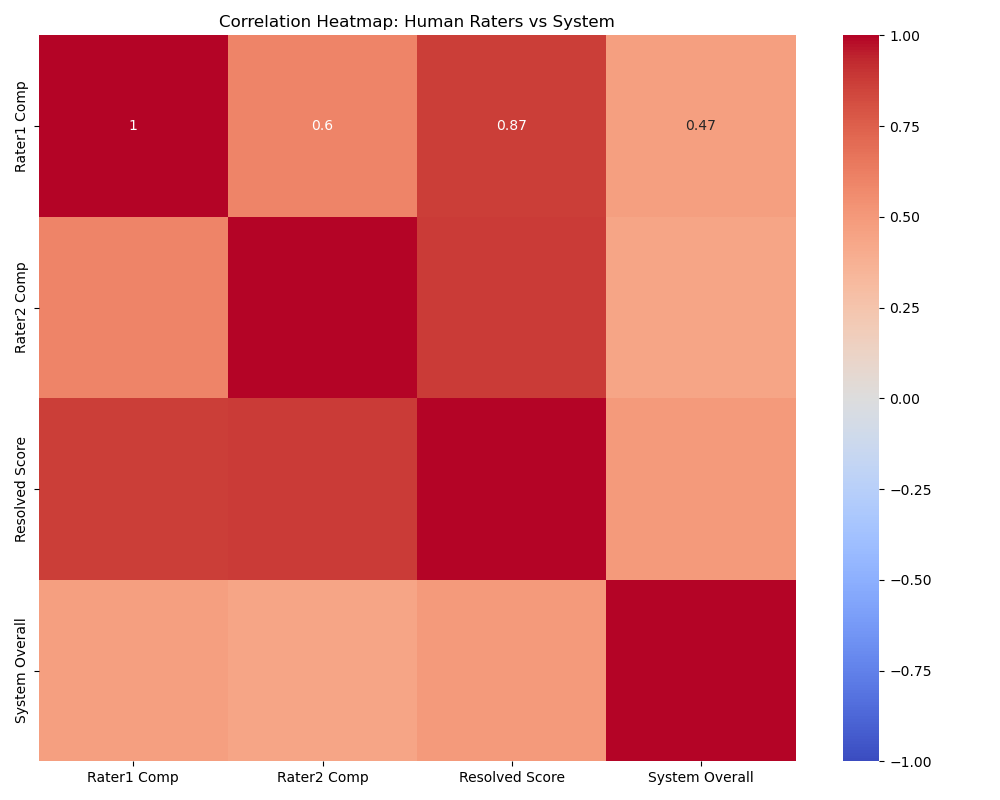 Correlation Heatmap: Human Raters vs System
Rater1 Comp
1
0.6
0.87
0.47
Rater2 Comp
Resolved Score
System Overall
Rater1 Comp
Rater2 Comp
Resolved Score
System Overall
1.00
0.75
0.50
0.25
0.00
−0.25
−0.50
−0.75
−1.00